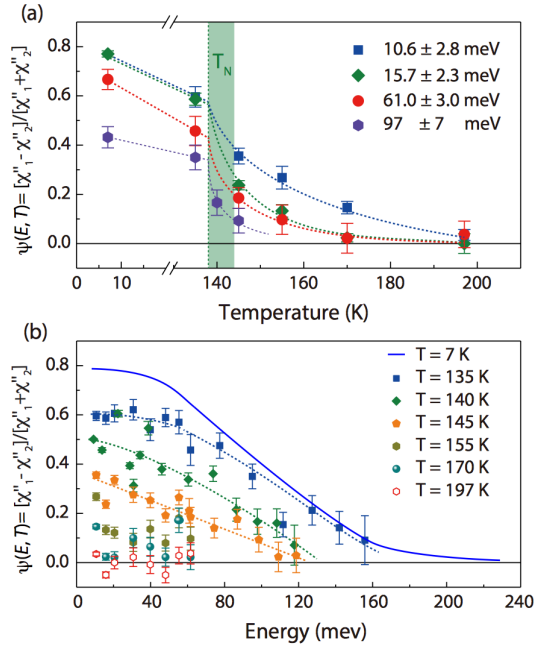 (a)
ψ(E,T)= [χ"₁- χ"₂]/[χ"₁+χ"₂]
0.8
0.6
0.4
0.2
0.0
T_N
10.6 ± 2.8 meV
15.7 ± 2.3 meV
61.0 ± 3.0 meV
97 ± 7 meV
10 140 160 180 200
Temperature (K)
(b)
ψ(E,T)= [χ"₁- χ"₂]/[χ"₁+χ"₂]
0.8
0.6
0.4
0.2
0.0
T = 7 K
T = 135 K
T = 140 K
T = 145 K
T = 155 K
T = 170 K
T = 197 K
0 40 80 120 160 200 240
Energy (mev)